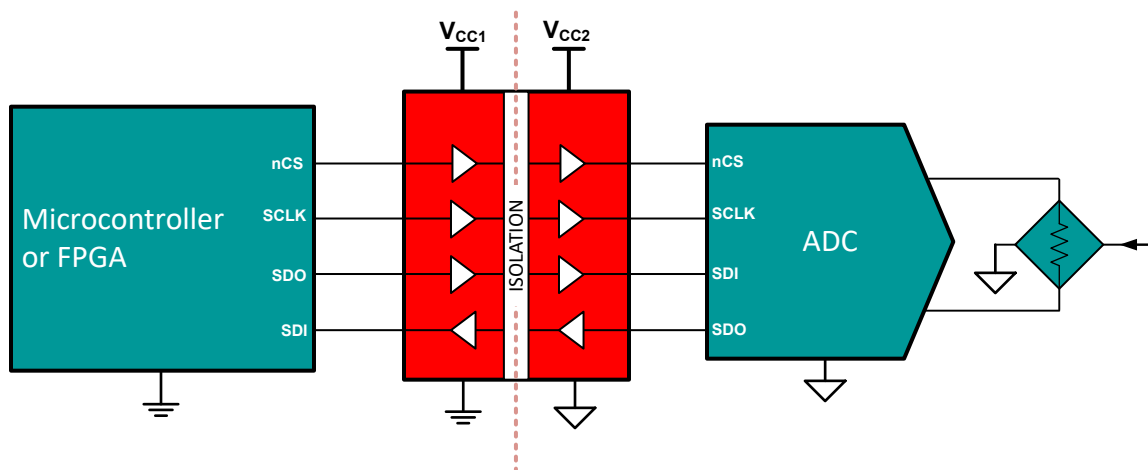 VCC1
VCC2
Microcontroller
or FPGA
nCS
SCLK
SDO
SDI
ISOLATION
nCS
SCLK
SDI
SDO
ADC